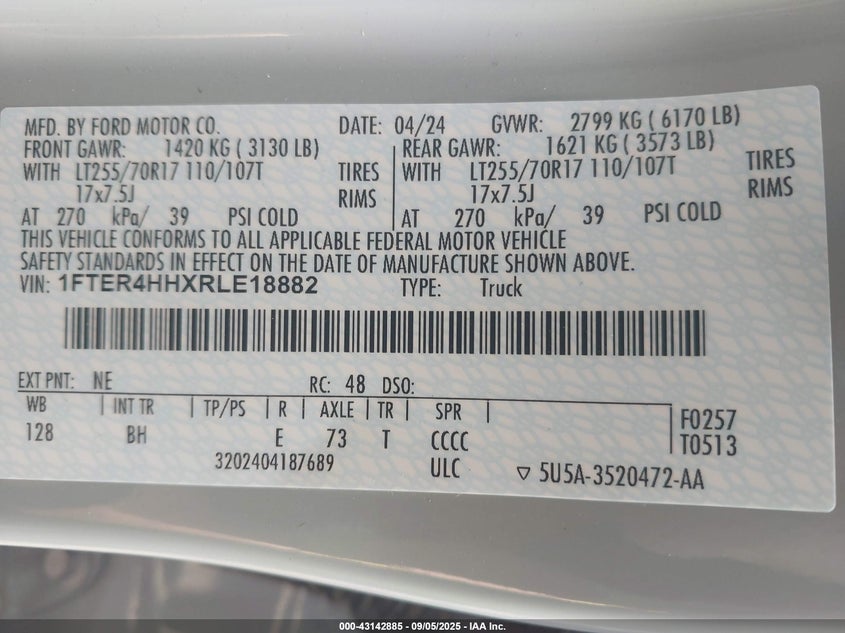 MFD. BY FORD MOTOR CO. DATE: 04/24 GVWR: 2799 KG ( 6170 LB)
FRONT GAWR: 1420 KG ( 3130 LB) REAR GAWR: 1621 KG ( 3573 LB)
WITH LT255/70R17 110/107T TIRES WITH LT255/70R17 110/107T TIRES
17x7.5J RIMS 17x7.5J RIMS
AT 270 kPa/ 39 PSI COLD AT 270 kPa/ 39 PSI COLD
THIS VEHICLE CONFORMS TO ALL APPLICABLE FEDERAL MOTOR VEHICLE
SAFETY STANDARDS IN EFFECT ON THE DATE OF MANUFACTURE SHOWN ABOVE.
VIN: 1FTER4HHXRLE18882 TYPE: Truck
EXT PNT: NE RC: 48 DSO:
WB INT TR TP/PS R AXLE TR SPR F0257
128 BH E 73 T CCCC T0513
3202404187689 ULC ▽ 5U5A-3520472-AA
000-43142885 - 09/05/2025 - IAA Inc.